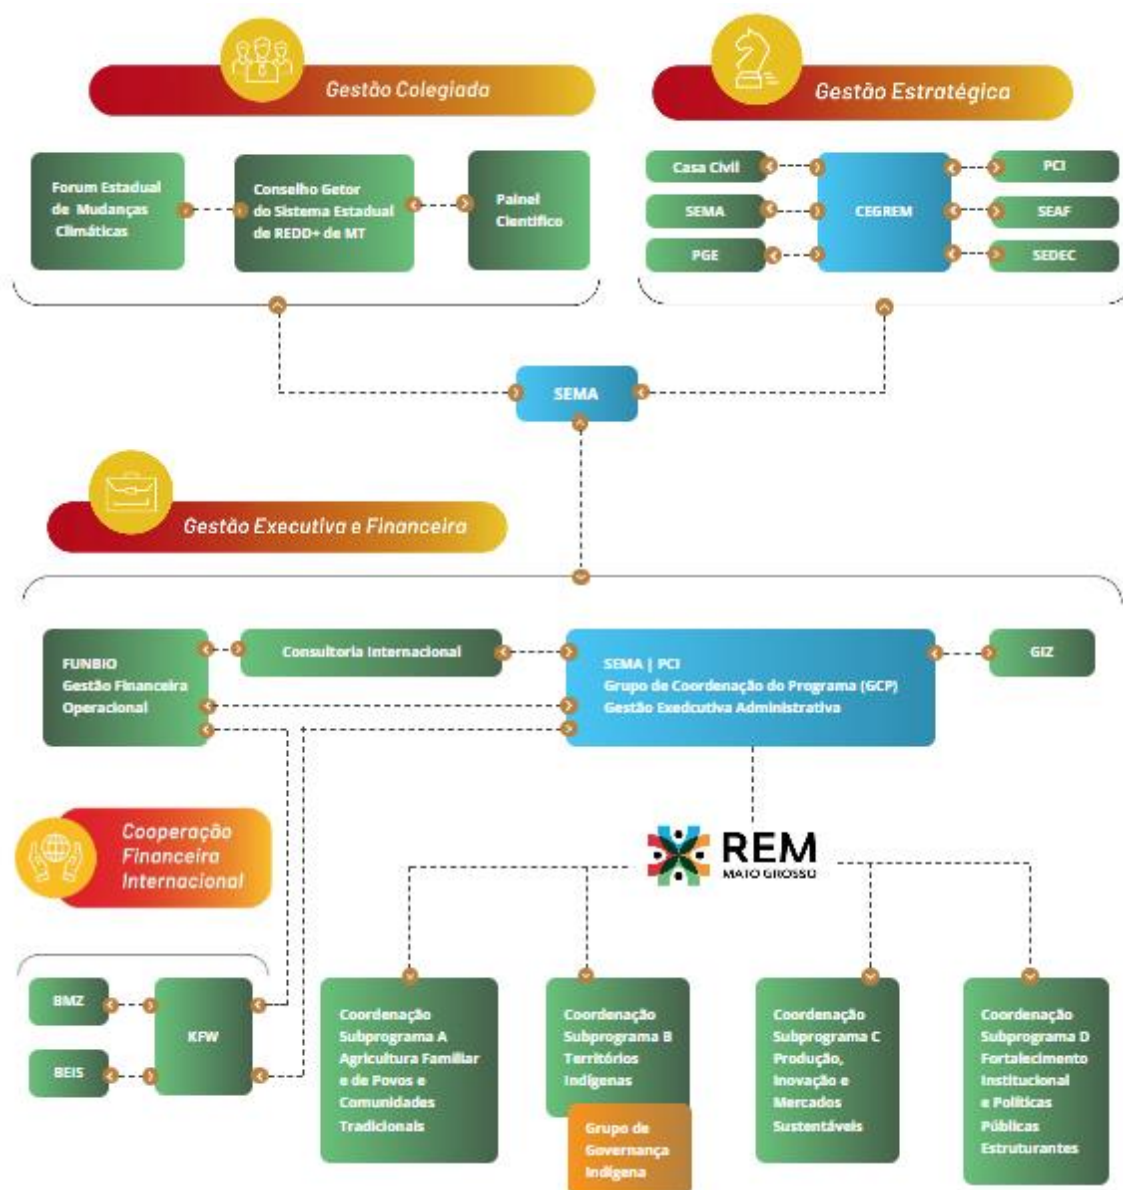 Gestão Colegiada
Gestão Estratégica
Forum Estadual
de Mudanças
Climáticas
Conselho Getor
do Sistema Estadual
de REDD+ de MT
Painel
Cientifico
Casa Civil
SEMA
PGE
CEGREM
PCI
SEAF
SEDEC
SEMA
Gestão Executiva e Financeira
FUNBIO
Gestão Financeira
Operacional
Consultoria Internacional
SEMA | PCI
Grupo de Coordenação do Programa (GCP)
Gestão Exedcutiva Administrativa
GIZ
Cooperação
Financeira
Internacional
REM
MATO GROSSO
BMZ
BEIS
KFW
Coordenação
Subprograma A
Agricultura Familiar
e de Povos e
Comunidades
Tradicionais
Coordenação
Subprograma B
Territórios
Indígenas
Grupo de
Governança
Indígena
Coordenação
Subprograma C
Produção,
Inovação e
Mercados
Sustentáveis
Coordenação
Subprograma D
Fortalecimento
Institucional
e Políticas
Públicas
Estruturantes